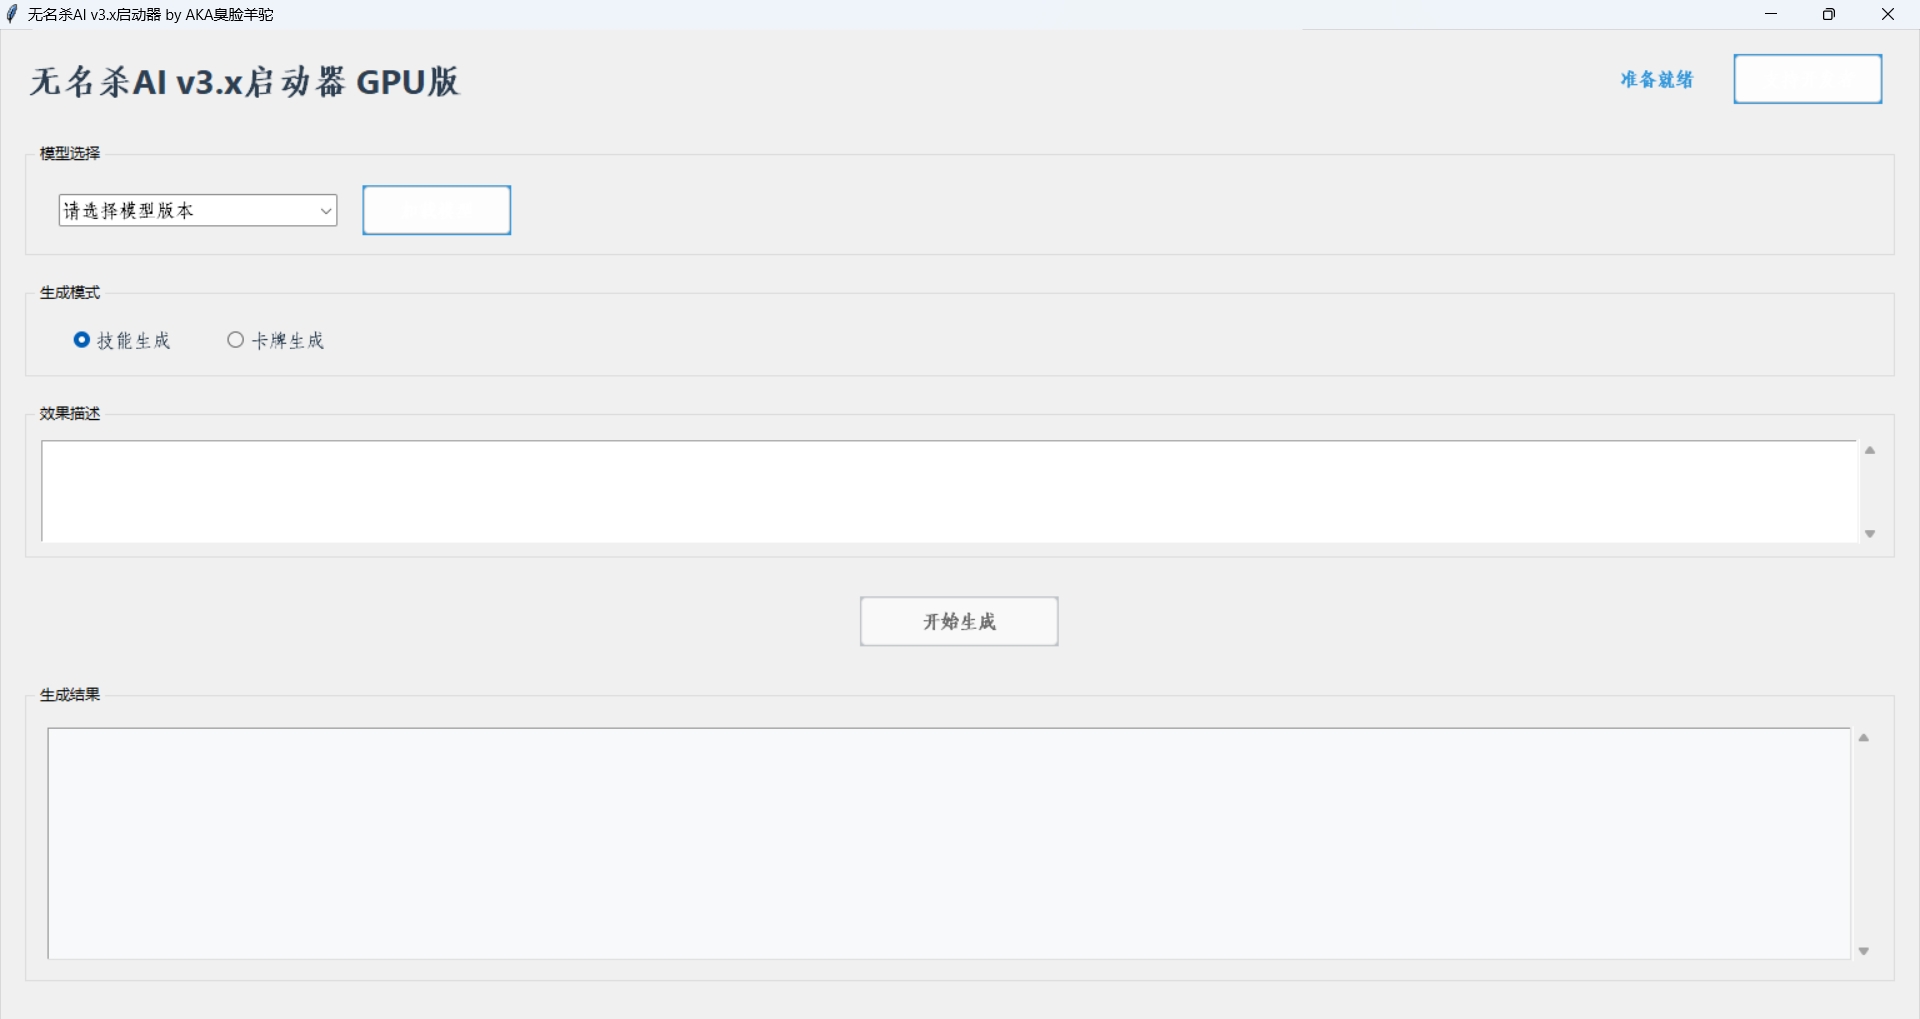 无名杀AI v3.x启动器 by AKA臭脸羊驼
无名杀AI v3.x启动器 GPU版
准备就绪
模型选择
请选择模型版本
生成模式
技能生成
卡牌生成
效果描述
开始生成
生成结果